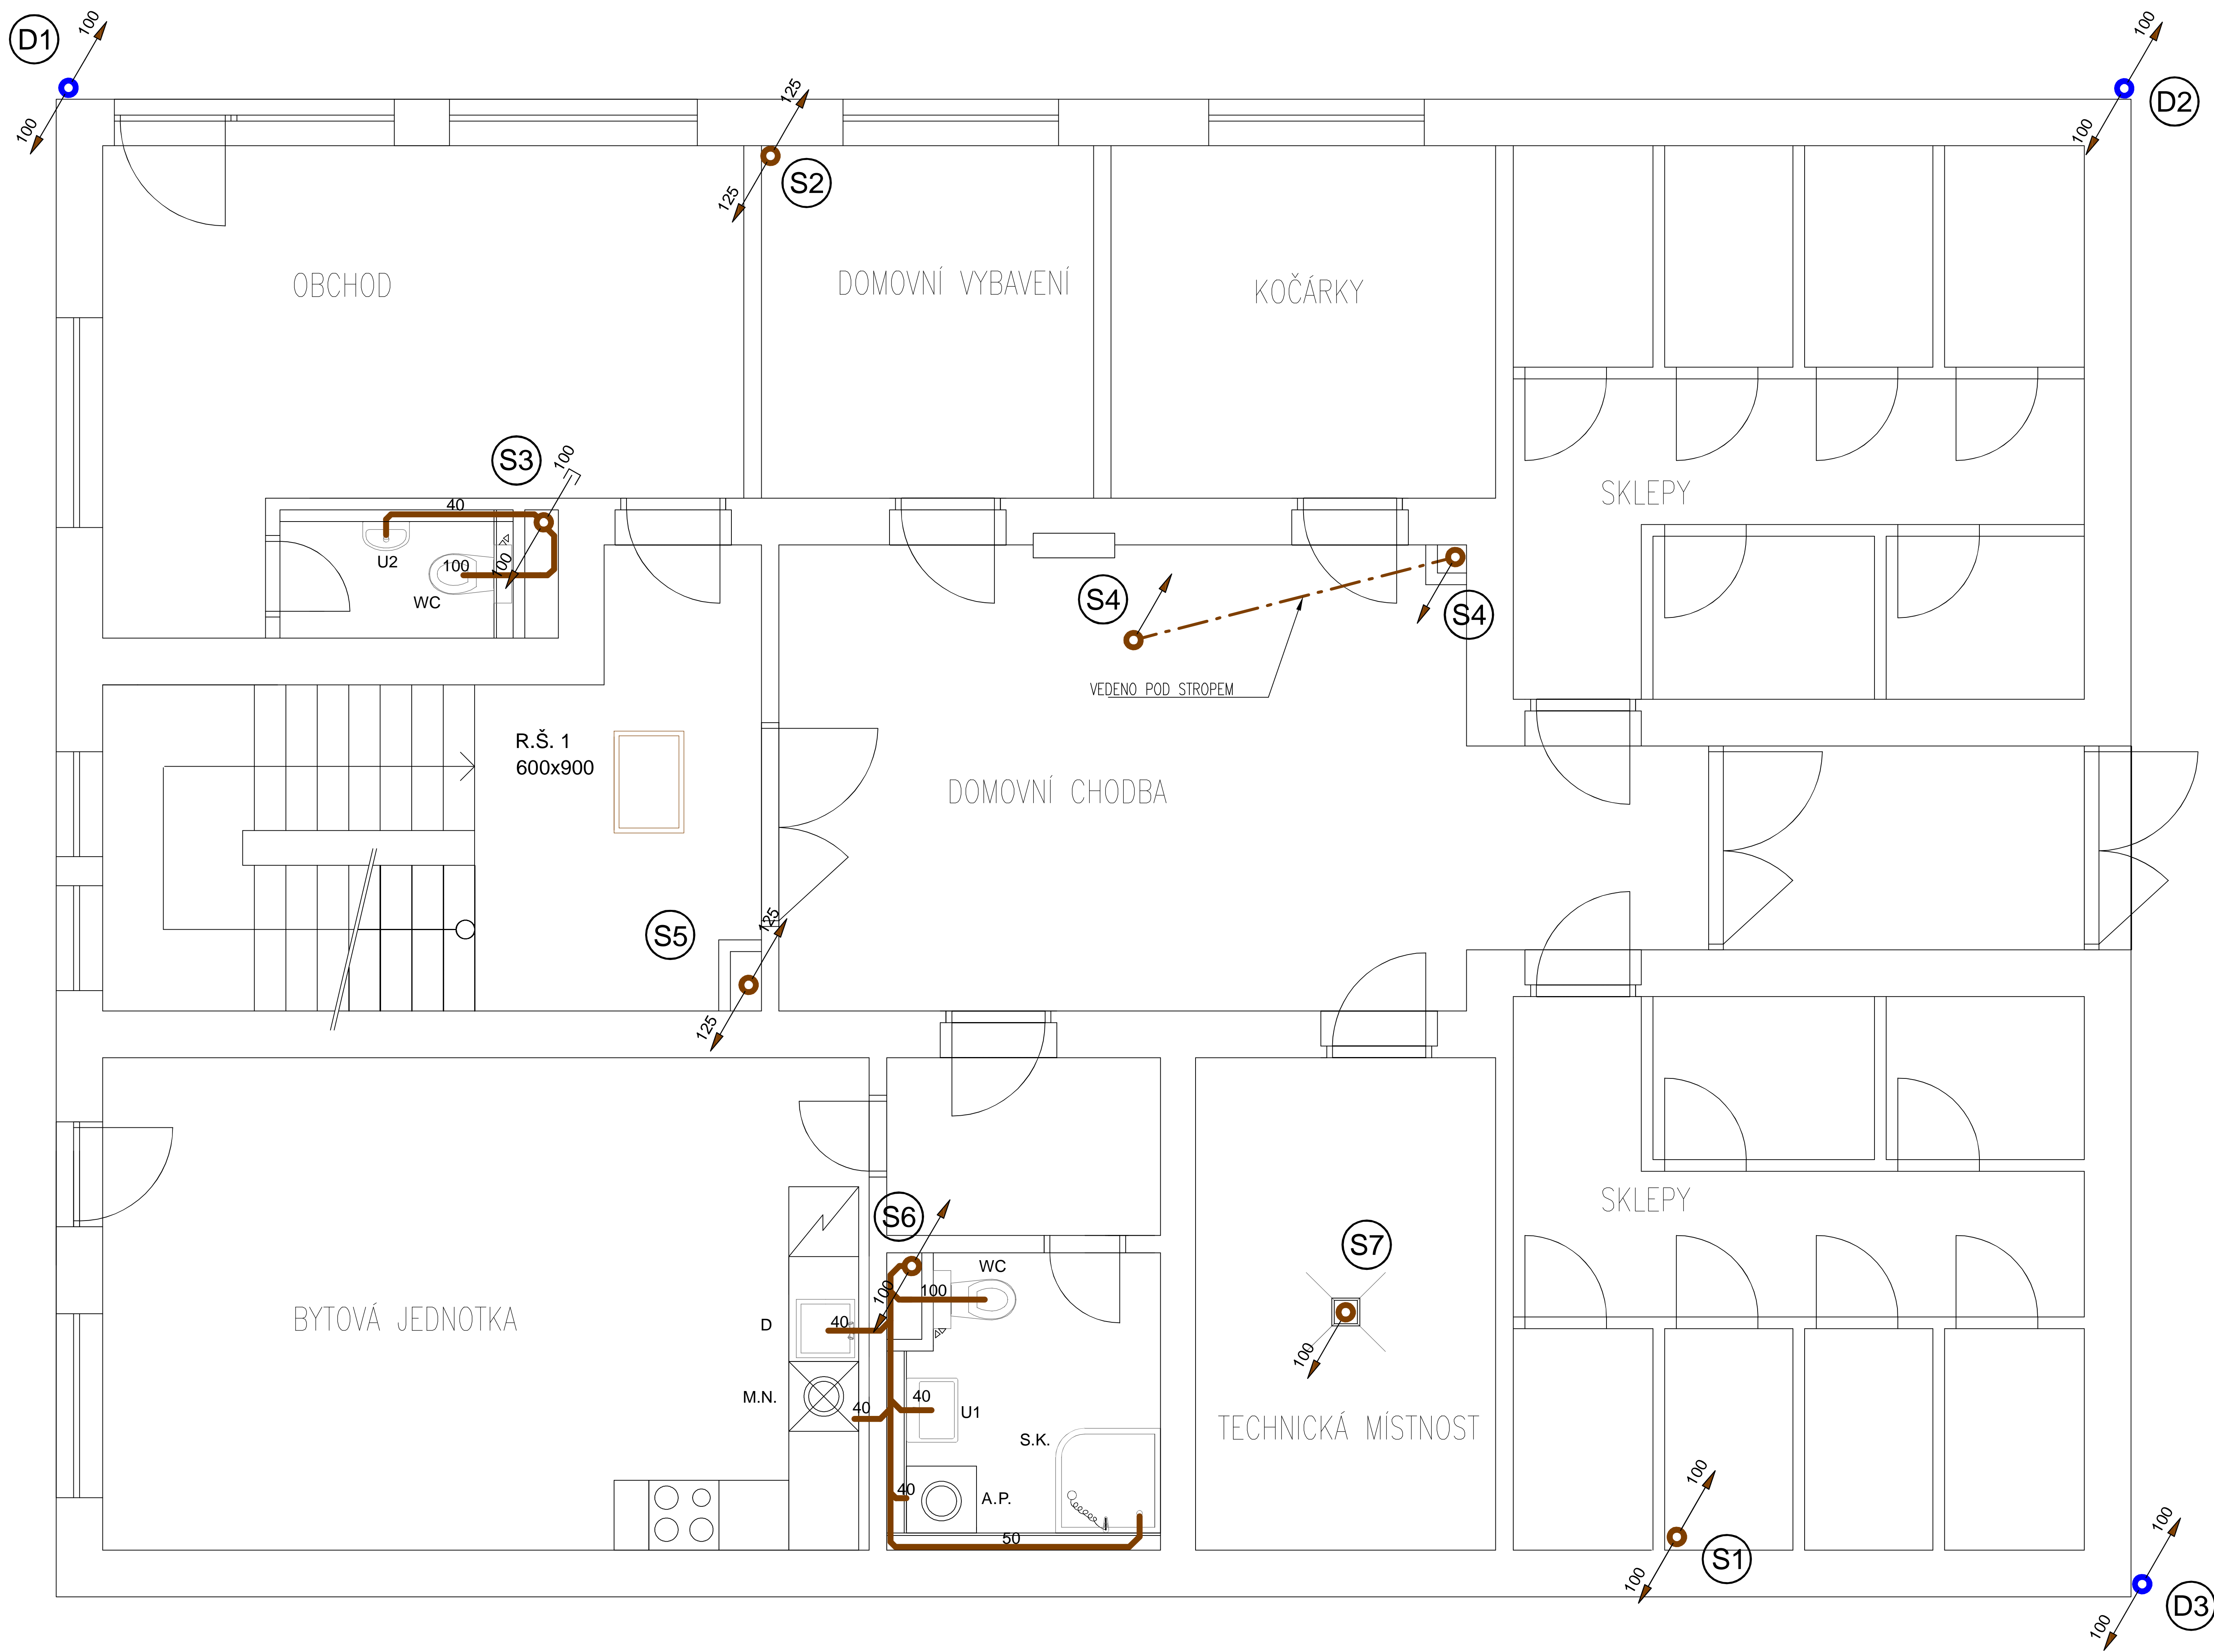 D1
100
100
100
D2
100
125
S2
125
OBCHOD
DOMOVNÍ VYBAVENÍ
KOČÁRKY
S3
100
40
U2
100
100
WC
SKLEPY
S4
S4
VEDENO POD STROPEM
R.Š. 1
600x900
DOMOVNÍ CHODBA
S5
125
125
SKLEPY
S6
WC
100
100
S7
100
BYTOVÁ JEDNOTKA
D
40
M.N.
40
40
U1
S.K.
TECHNICKÁ MÍSTNOST
40
A.P.
50
100
S1
100
100
D3
100